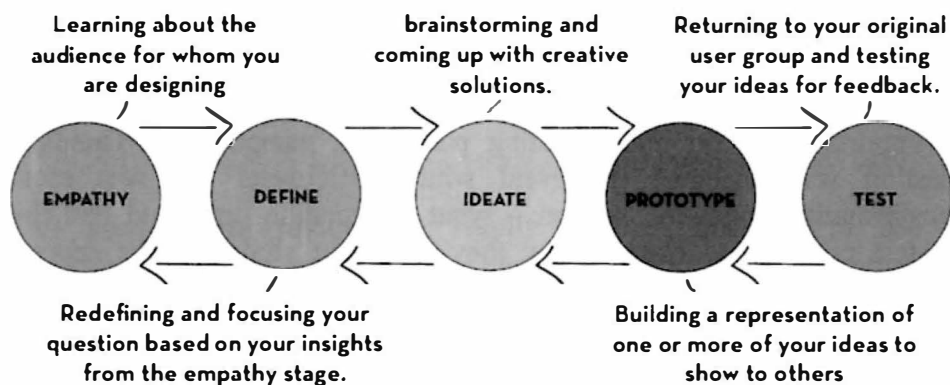 Learning about the
audience for whom you
are designing
brainstorming and
coming up with creative
solutions.
Returning to your original
user group and testing
your ideas for feedback.
EMPATHY
DEFINE
IDEATE
PROTOTYPE
TEST
Redefining and focusing your
question based on your insights
from the empathy stage.
Building a representation of
one or more of your ideas to
show to others